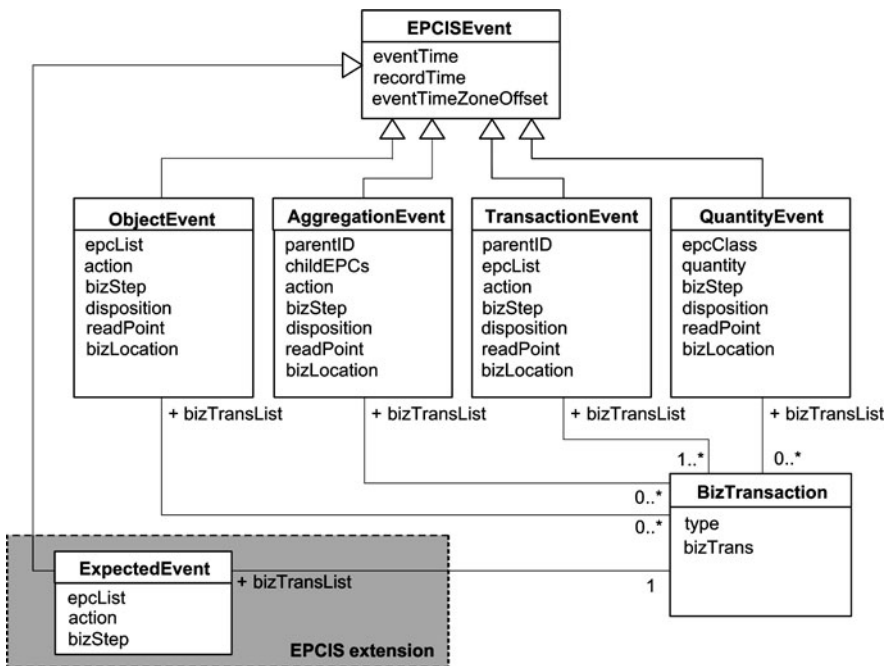 EPCISEvent
eventTime
recordTime
eventTimeZoneOffset
ObjectEvent
epcList
action
bizStep
disposition
readPoint
bizLocation
AggregationEvent
parentID
childEPCs
action
bizStep
disposition
readPoint
bizLocation
TransactionEvent
parentID
epcList
action
bizStep
disposition
readPoint
bizLocation
QuantityEvent
epcClass
quantity
bizStep
disposition
readPoint
bizLocation
+ bizTransList
+ bizTransList
+ bizTransList
+ bizTransList
1..*
0..*
0..*
0..*
BizTransaction
type
bizTrans
ExpectedEvent
epcList
action
bizStep
+ bizTransList
1
EPCIS extension